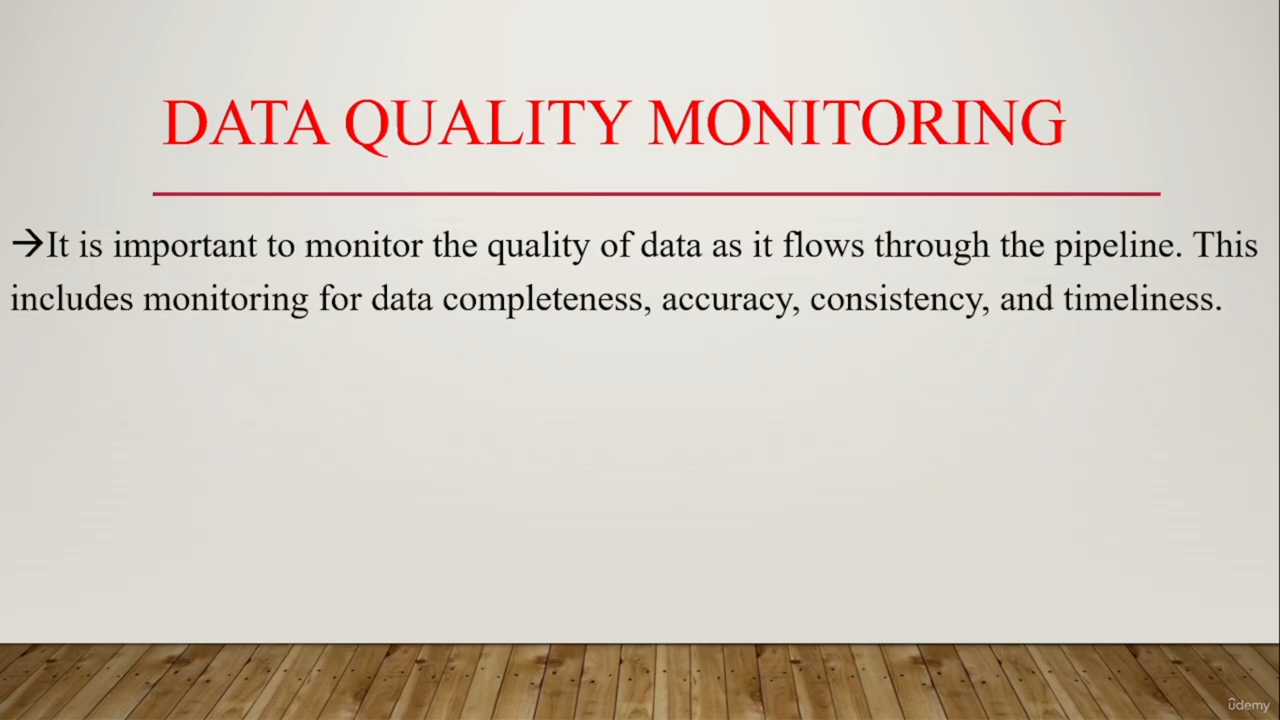 DATA QUALITY MONITORING
→It is important to monitor the quality of data as it flows through the pipeline. This
includes monitoring for data completeness, accuracy, consistency, and timeliness.
ûdemy